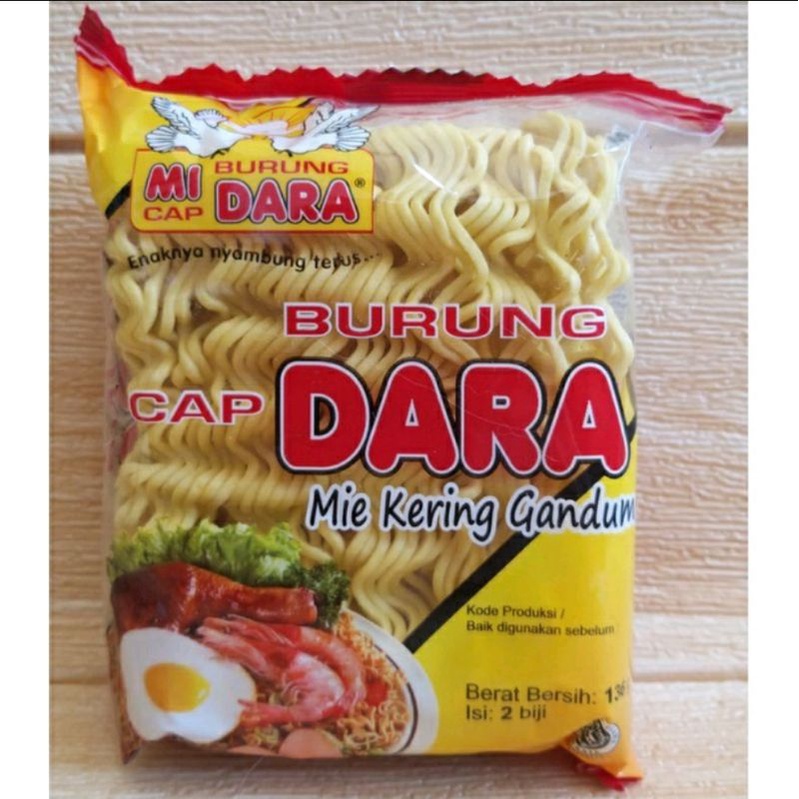 MI BURUNG
CAP DARA®
Enaknya nyambung terus...
BURUNG
CAP DARA
Mie Kering Gandum
Kode Produksi /
Baik digunakan sebelum
Berat Bersih:
Isi: 2 biji